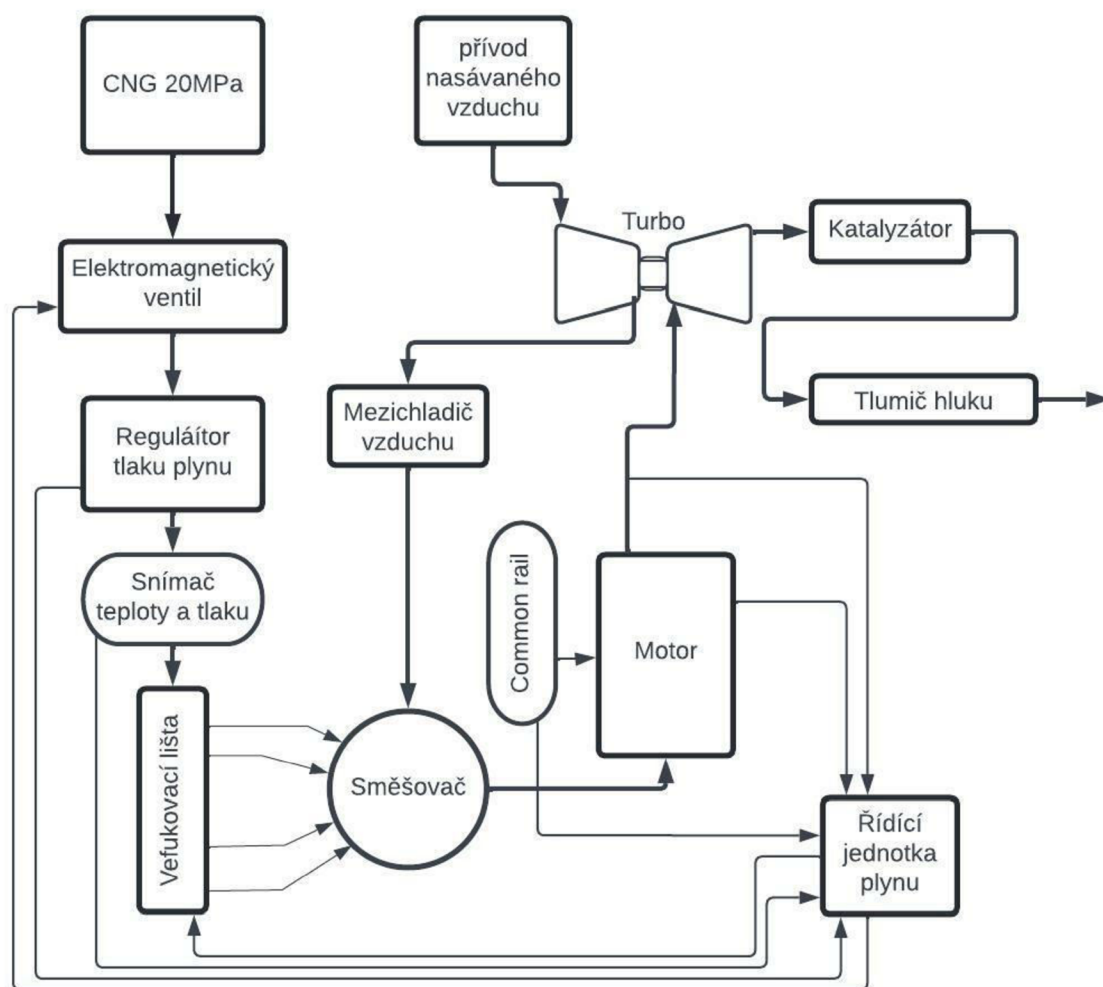 CNG 20MPa
přívod
nasávaného
vzduchu
Turbo
Katalyzátor
Elektromagnetický
ventil
Mezichladič
vzduchu
Tlumič hluku
Reguláítor
tlaku plynu
Snímač
teploty a tlaku
Common rail
Motor
Vefukovací lišta
Směšovač
Řídící
jednotka
plynu